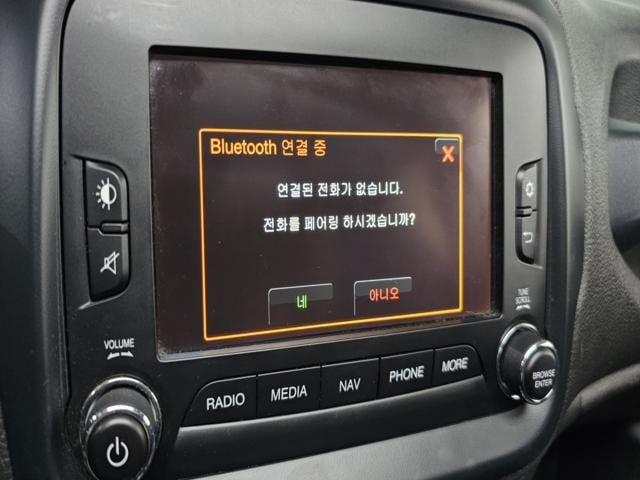 Bluetooth 연결 중
X
연결된 전화가 없습니다.
전화를 페어링 하시겠습니까?
네
아니오
VOLUME
TUNE
SCROLL
RADIO
MEDIA
NAV
PHONE
MORE
BROWSE
ENTER